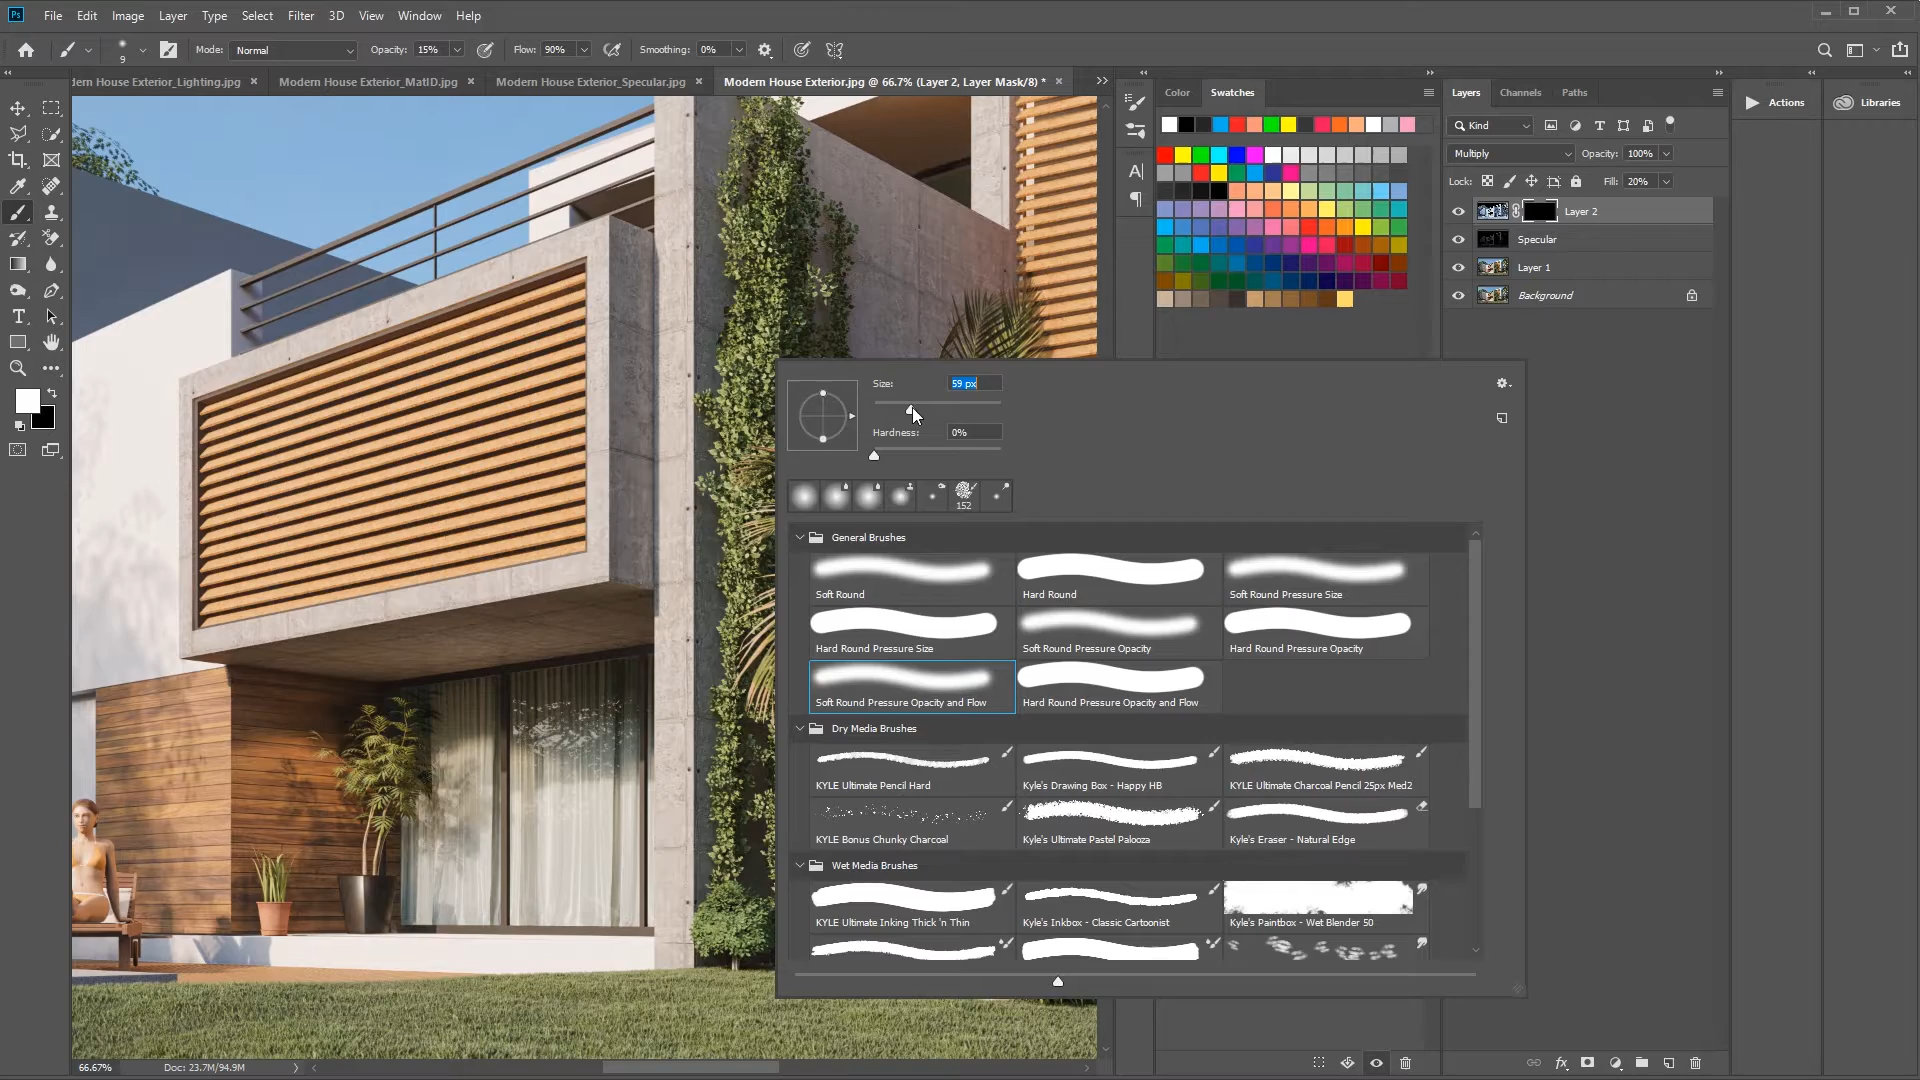 Ps File Edit Image Layer Type Select Filter 3D View Window Help
9 Mode: Normal Opacity: 15% Flow: 90% Smoothing: 0%
dern House Exterior_Lighting.jpg Modern House Exterior_MatID.jpg Modern House Exterior_Specular.jpg Modern House Exterior.jpg @ 66.7% (Layer 2, Layer Mask/8) *
Color Swatches
Layers Channels Paths
Actions Libraries
Kind
Multiply Opacity: 100%
Lock: Fill: 20%
Layer 2
Specular
Layer 1
Background
Size: 59 px
Hardness: 0%
152
General Brushes
Soft Round Hard Round Soft Round Pressure Size
Hard Round Pressure Size Soft Round Pressure Opacity Hard Round Pressure Opacity
Soft Round Pressure Opacity and Flow Hard Round Pressure Opacity and Flow
Dry Media Brushes
KYLE Ultimate Pencil Hard Kyle's Drawing Box - Happy HB KYLE Ultimate Charcoal Pencil 25px Med2
KYLE Bonus Chunky Charcoal Kyle's Ultimate Pastel Palooza Kyle's Eraser - Natural Edge
Wet Media Brushes
KYLE Ultimate Inking Thick 'n Thin Kyle's Inkbox - Classic Cartoonist Kyle's Paintbox - Wet Blender 50
66.67% Doc: 23.7M/94.9M